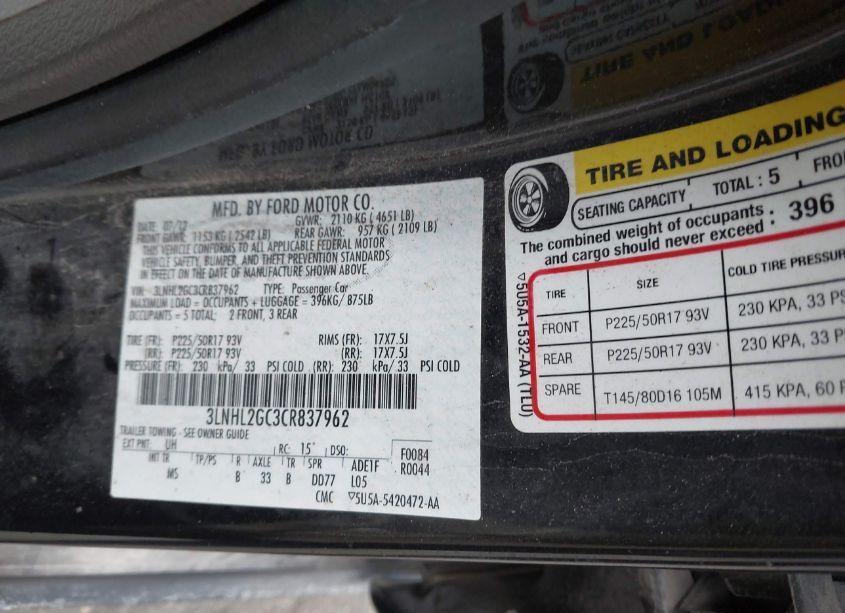 MFD. BY FORD MOTOR CO.
DATE: 07/12 GVWR: 2110 KG ( 4651 LB)
FRONT GAWR: 1153 KG ( 2542 LB) REAR GAWR: 957 KG ( 2109 LB)
THIS VEHICLE CONFORMS TO ALL APPLICABLE FEDERAL MOTOR
VEHICLE SAFETY, BUMPER, AND THEFT PREVENTION STANDARDS
IN EFFECT ON THE DATE OF MANUFACTURE SHOWN ABOVE.
VIN: 3LNHL2GC3CR837962 TYPE: Passenger Car
MAXIMUM LOAD = OCCUPANTS + LUGGAGE = 396KG/ 875LB
OCCUPANTS = 5 TOTAL: 2 FRONT, 3 REAR
TIRE (FR): P225/50R17 93V RIMS (FR): 17X7.5J
(RR): P225/50R17 93V (RR): 17X7.5J
PRESSURE (FR): 230 kPa/ 33 PSI COLD (RR): 230 kPa/ 33 PSI COLD
3LNHL2GC3CR837962
TRAILER TOWING - SEE OWNER GUIDE
EXT PNT: UH RC: 15 DSO: F0084
INT TR TP/PS R AXLE TR SPR ADE1F R0044
MS B 33 B DD77 L05
CMC ▽5U5A-5420472-AA
TIRE AND LOADING
SEATING CAPACITY TOTAL : 5
The combined weight of occupants : 396
and cargo should never exceed
TIRE SIZE COLD TIRE PRESSURE
FRONT P225/50R17 93V 230 KPA, 33
REAR P225/50R17 93V 230 KPA, 33
SPARE T145/80D16 105M 415 KPA, 60
▽5U5A-1532-AA (TLU)